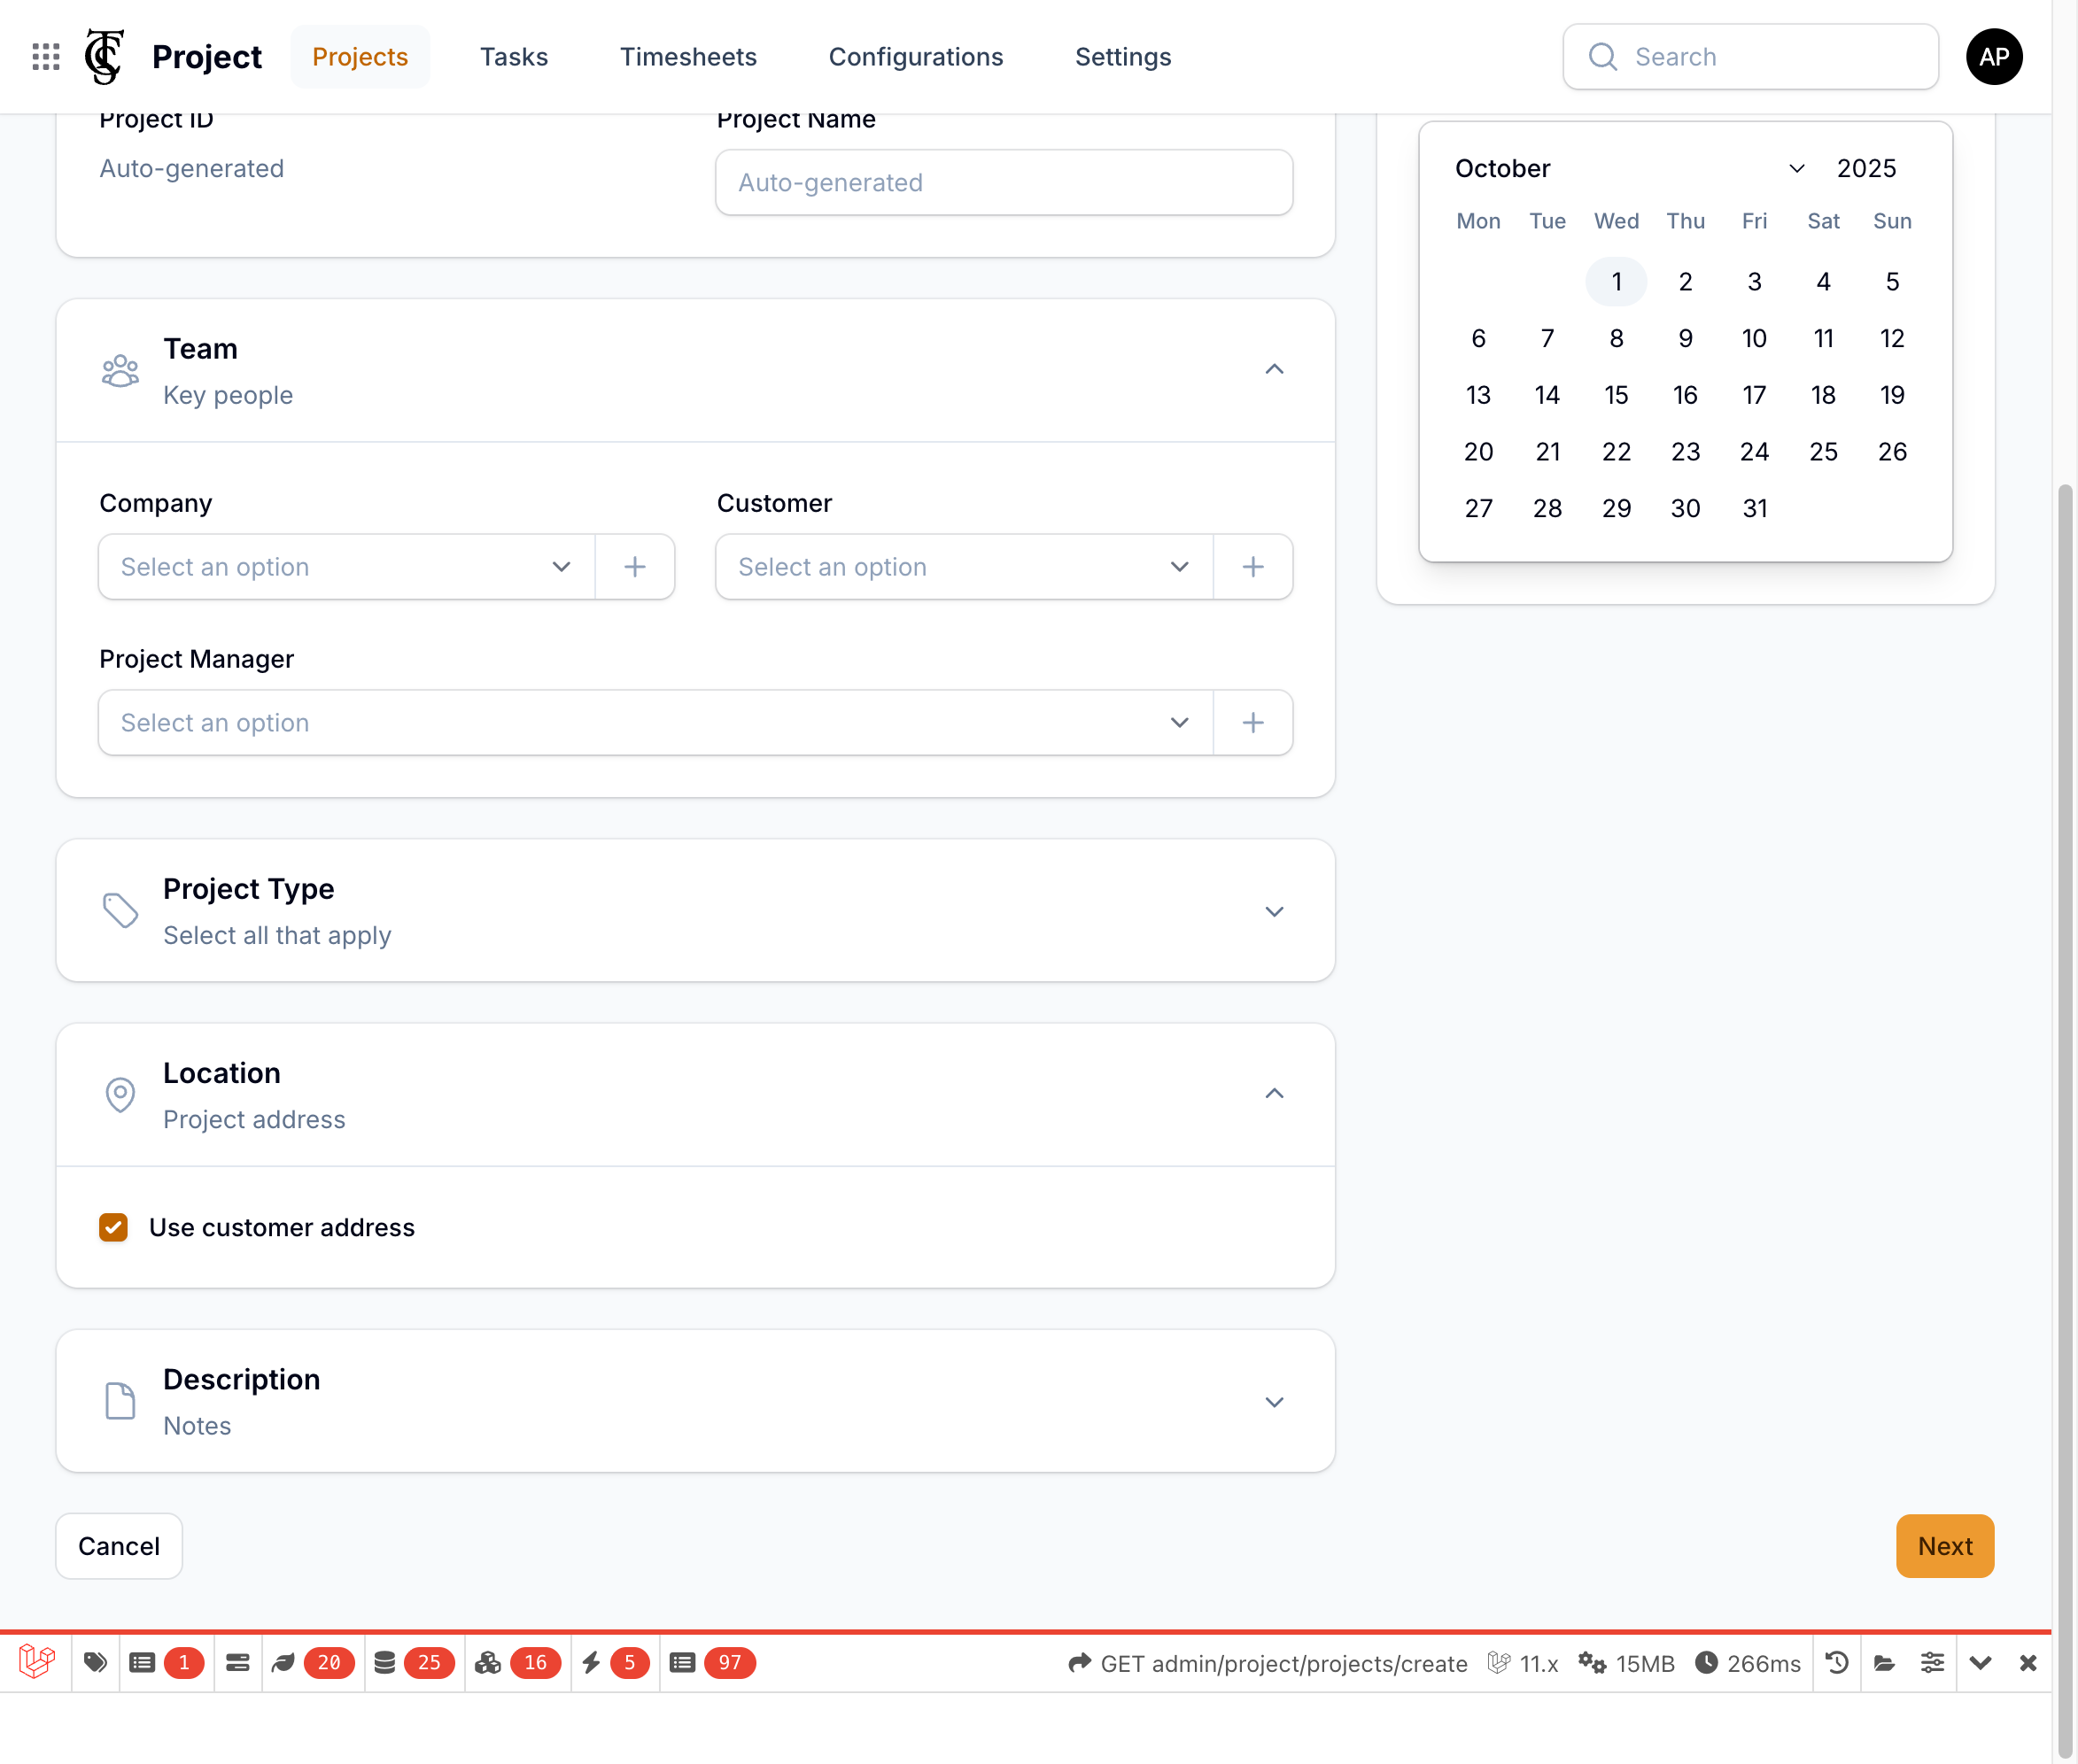 Project
Projects
Tasks
Timesheets
Configurations
Settings
Search
AP
Project ID
Auto-generated
Project Name
Auto-generated
October
2025
Mon Tue Wed Thu Fri Sat Sun
1 2 3 4 5
6 7 8 9 10 11 12
13 14 15 16 17 18 19
20 21 22 23 24 25 26
27 28 29 30 31
Team
Key people
Company
Select an option
Customer
Select an option
Project Manager
Select an option
Project Type
Select all that apply
Location
Project address
Use customer address
Description
Notes
Cancel
Next
1 20 25 16 5 97 GET admin/project/projects/create 11.x 15MB 266ms